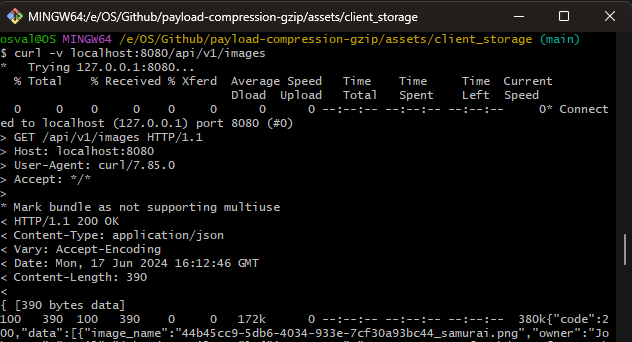 MINGW64:/e/OS/Github/payload-compression-gzip/assets/client_storage
osval@OS MINGW64 /e/OS/Github/payload-compression-gzip/assets/client_storage (main)
$ curl -v localhost:8080/api/v1/images
*   Trying 127.0.0.1:8080...
  % Total    % Received % Xferd  Average Speed   Time    Time     Time  Current
                                 Dload  Upload   Total   Spent    Left  Speed
  0     0    0     0    0     0      0      0 --:--:-- --:--:-- --:--:--     0* Connect
ed to localhost (127.0.0.1) port 8080 (#0)
> GET /api/v1/images HTTP/1.1
> Host: localhost:8080
> User-Agent: curl/7.85.0
> Accept: */*
>
* Mark bundle as not supporting multiuse
< HTTP/1.1 200 OK
< Content-Type: application/json
< Vary: Accept-Encoding
< Date: Mon, 17 Jun 2024 16:12:46 GMT
< Content-Length: 390
<
{ [390 bytes data]
100   390  100   390    0     0   172k      0 --:--:-- --:--:-- --:--:--  380k{"code":2
00,"data":[{"image_name":"44b45cc9-5db6-4034-933e-7cf30a93bc44_samurai.png","owner":"Jo